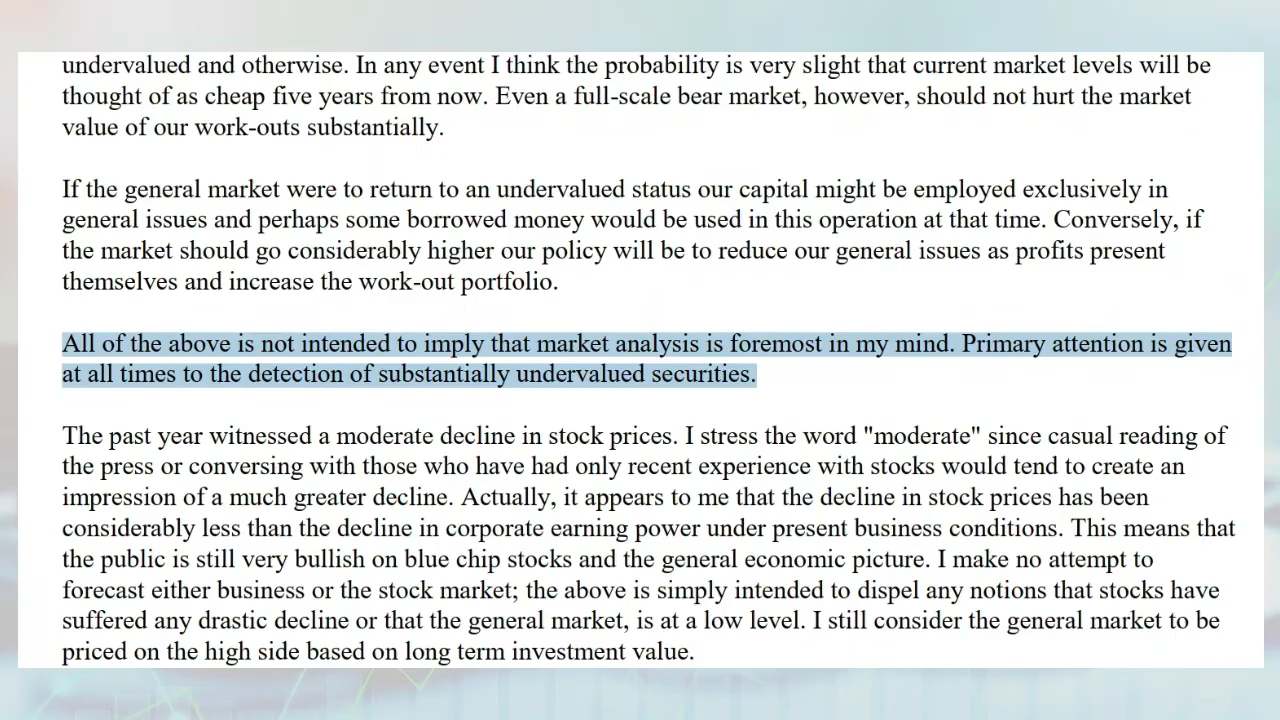 undervalued and otherwise. In any event I think the probability is very slight that current market levels will be
thought of as cheap five years from now. Even a full-scale bear market, however, should not hurt the market
value of our work-outs substantially.
If the general market were to return to an undervalued status our capital might be employed exclusively in
general issues and perhaps some borrowed money would be used in this operation at that time. Conversely, if
the market should go considerably higher our policy will be to reduce our general issues as profits present
themselves and increase the work-out portfolio.
All of the above is not intended to imply that market analysis is foremost in my mind. Primary attention is given
at all times to the detection of substantially undervalued securities.
The past year witnessed a moderate decline in stock prices. I stress the word "moderate" since casual reading of
the press or conversing with those who have had only recent experience with stocks would tend to create an
impression of a much greater decline. Actually, it appears to me that the decline in stock prices has been
considerably less than the decline in corporate earning power under present business conditions. This means that
the public is still very bullish on blue chip stocks and the general economic picture. I make no attempt to
forecast either business or the stock market; the above is simply intended to dispel any notions that stocks have
suffered any drastic decline or that the general market, is at a low level. I still consider the general market to be
priced on the high side based on long term investment value.